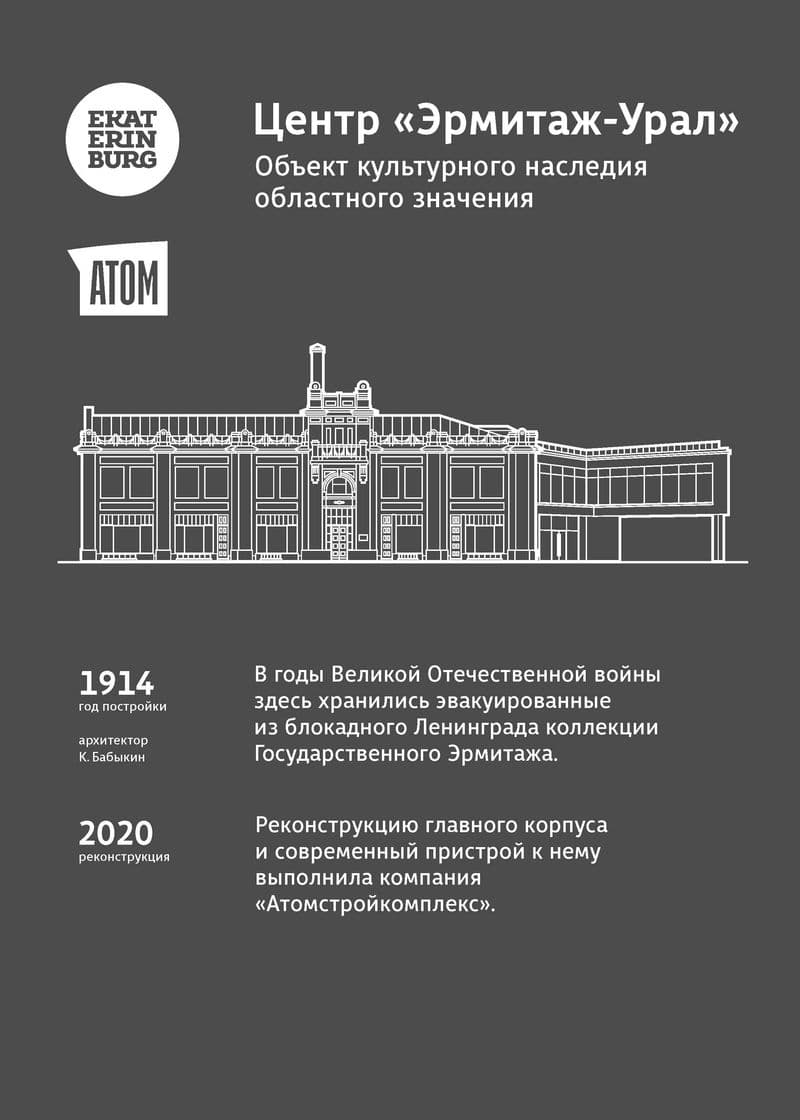 EKAT
ERIN
BURG
Центр «Эрмитаж-Урал»
Объект культурного наследия
областного значения
АТОМ
1914
год постройки
архитектор
К. Бабыкин
В годы Великой Отечественной войны
здесь хранились эвакуированные
из блокадного Ленинграда коллекции
Государственного Эрмитажа.
2020
реконструкция
Реконструкцию главного корпуса
и современный пристрой к нему
выполнила компания
«Атомстройкомплекс».